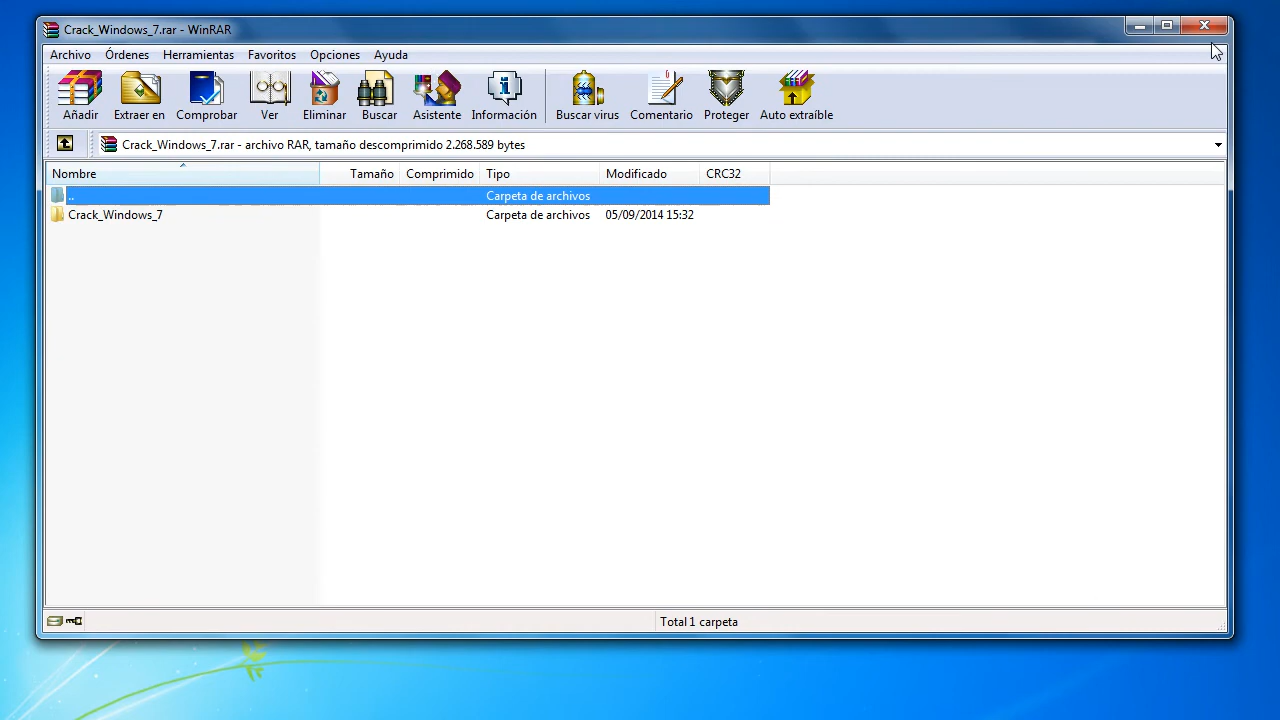 Crack_Windows_7.rar - WinRAR
Archivo Órdenes Herramientas Favoritos Opciones Ayuda
Añadir Extraer en Comprobar Ver Eliminar Buscar Asistente Información Buscar virus Comentario Proteger Auto extraíble
Crack_Windows_7.rar - archivo RAR, tamaño descomprimido 2.268.589 bytes
Nombre Tamaño Comprimido Tipo Modificado CRC32
.. Carpeta de archivos
Crack_Windows_7 Carpeta de archivos 05/09/2014 15:32
Total 1 carpeta